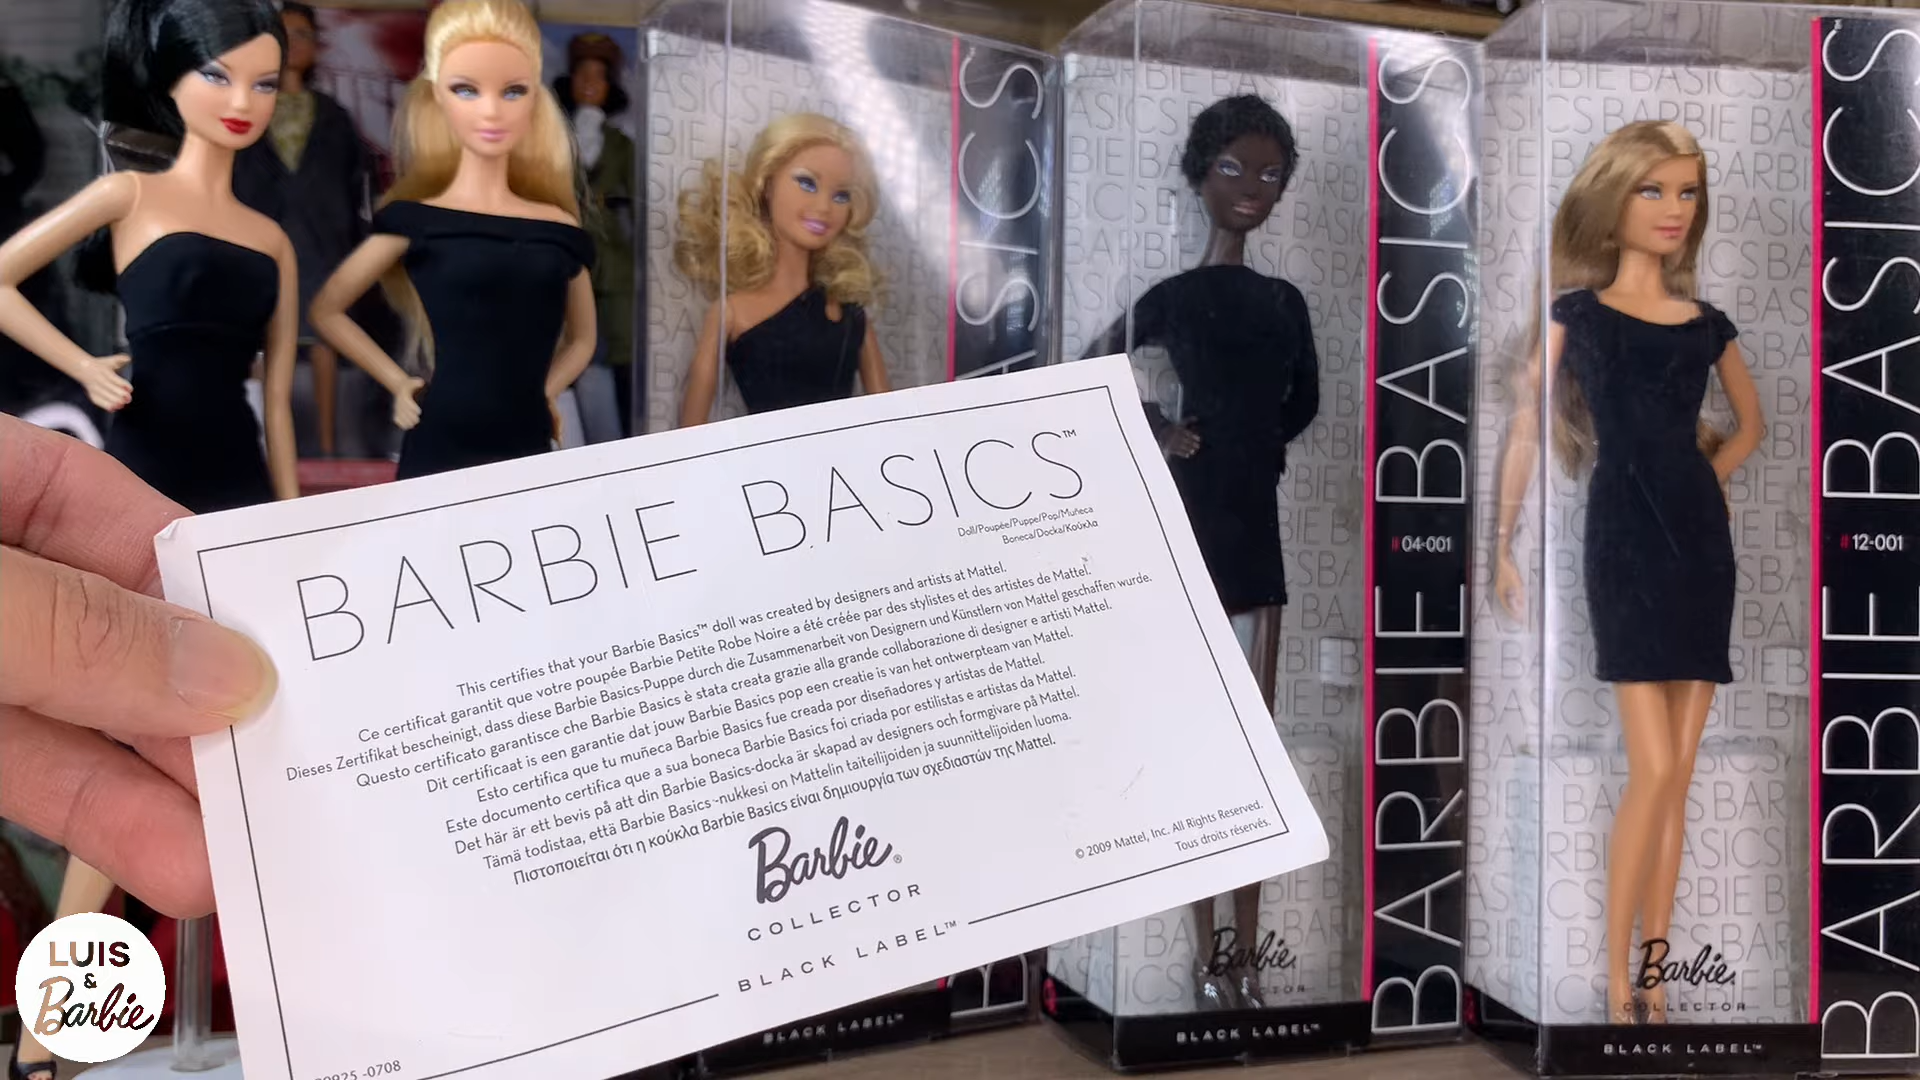 BARBIE BASICS™
Doll/Poupée/Puppe/Pop/Muñeca
Boneca/Docka/Κούκλα
This certifies that your Barbie Basics™ doll was created by designers and artists at Mattel.
Ce certificat garantit que votre poupée Barbie Petite Robe Noire a été créée par des stylistes et des artistes de Mattel.
Dieses Zertifikat bescheinigt, dass diese Barbie Basics-Puppe durch die Zusammenarbeit von Designern und Künstlern von Mattel geschaffen wurde.
Questo certificato garantisce che Barbie Basics è stata creata grazie alla grande collaborazione di designer e artisti Mattel.
Dit certificaat is een garantie dat jouw Barbie Basics pop een creatie is van het ontwerpteam van Mattel.
Esto certifica que tu muñeca Barbie Basics fue creada por diseñadores y artistas de Mattel.
Este documento certifica que a sua boneca Barbie Basics foi criada por estilistas e artistas da Mattel.
Det här är ett bevis på att din Barbie Basics-docka är skapad av designers och formgivare på Mattel.
Tämä todistaa, että Barbie Basics -nukkesi on Mattelin taiteilijoiden ja suunnittelijoiden luoma.
Πιστοποιείται ότι η κούκλα Barbie Basics είναι δημιουργία των σχεδιαστών της Mattel.
Barbie®
COLLECTOR
BLACK LABEL™
© 2009 Mattel, Inc. All Rights Reserved.
Tous droits réservés.
-0708
ASICS
BLACK LABEL™
BARBIE BASICS
#04-001
Barbie
BLACK LABEL™
BARBIE BASICS
#12-001
Barbie
COLLECTOR
BLACK LABEL™
LUIS
&
Barbie